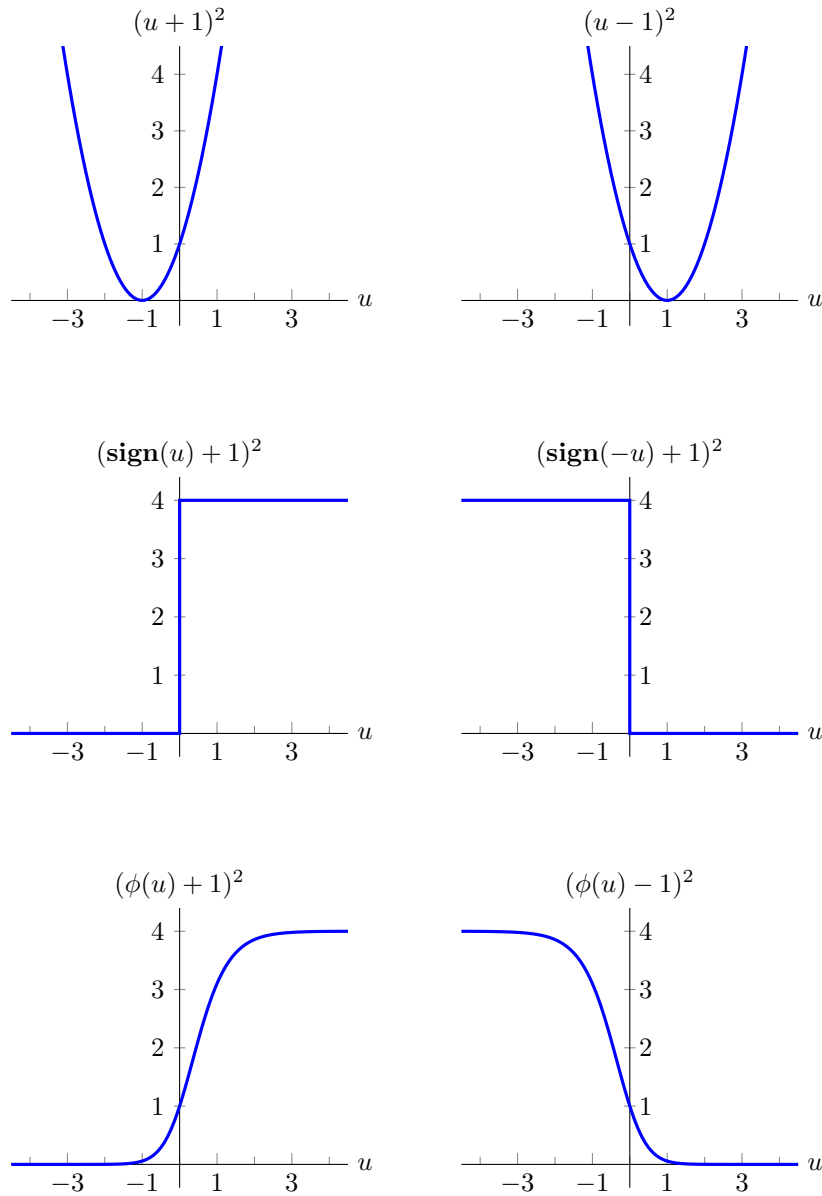 (u + 1)² (u − 1)²
4 4
3 3
2 2
1 1
−3 −1 1 3 u −3 −1 1 3 u
(sign(u) + 1)² (sign(−u) + 1)²
4 4
3 3
2 2
1 1
−3 −1 1 3 u −3 −1 1 3 u
(ϕ(u) + 1)² (ϕ(u) − 1)²
4 4
3 3
2 2
1 1
−3 −1 1 3 u −3 −1 1 3 u